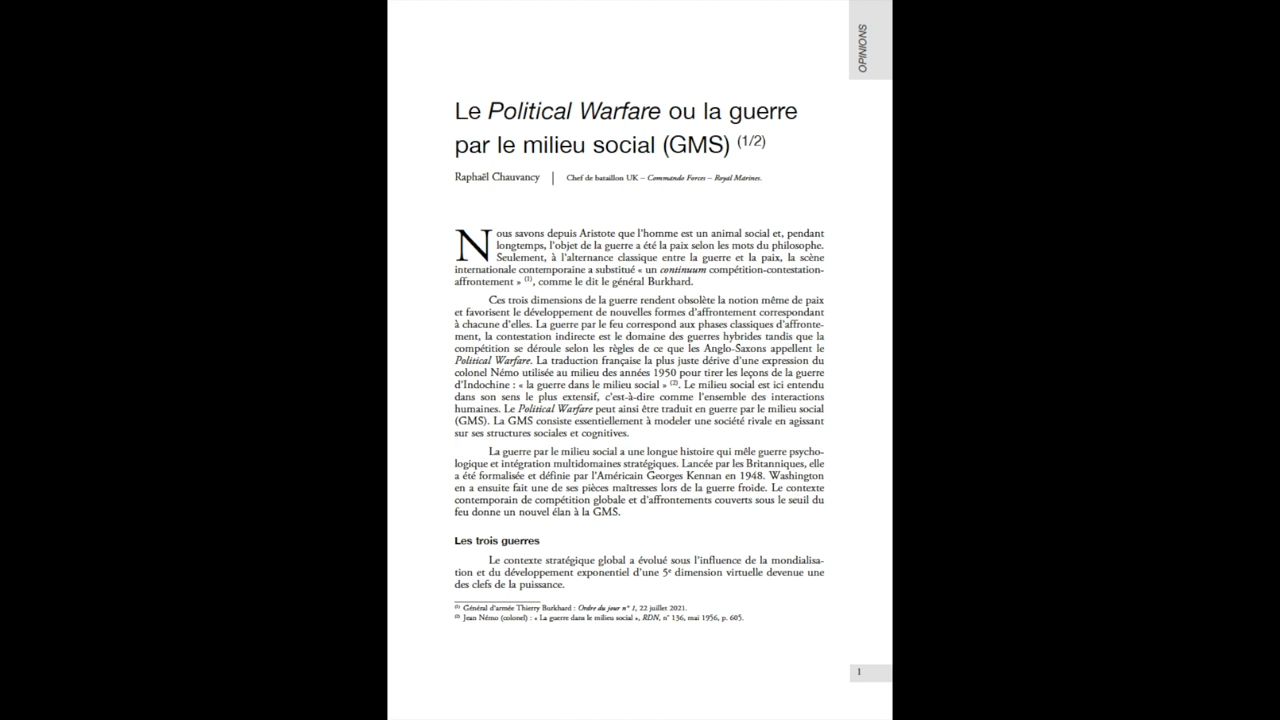 OPINIONS
Le Political Warfare ou la guerre
par le milieu social (GMS) (1/2)
Raphaël Chauvancy | Chef de bataillon UK – Commando Forces – Royal Marines.
Nous savons depuis Aristote que l'homme est un animal social et, pendant
longtemps, l'objet de la guerre a été la paix selon les mots du philosophe.
Seulement, à l'alternance classique entre la guerre et la paix, la scène
internationale contemporaine a substitué « un continuum compétition-contestation-
affrontement » (1), comme le dit le général Burkhard.
Ces trois dimensions de la guerre rendent obsolète la notion même de paix
et favorisent le développement de nouvelles formes d'affrontement correspondant
à chacune d'elles. La guerre par le feu correspond aux phases classiques d'affronte-
ment, la contestation indirecte est le domaine des guerres hybrides tandis que la
compétition se déroule selon les règles de ce que les Anglo-Saxons appellent le
Political Warfare. La traduction française la plus juste dérive d'une expression du
colonel Némo utilisée au milieu des années 1950 pour tirer les leçons de la guerre
d'Indochine : « la guerre dans le milieu social » (2). Le milieu social est ici entendu
dans son sens le plus extensif, c'est-à-dire comme l'ensemble des interactions
humaines. Le Political Warfare peut ainsi être traduit en guerre par le milieu social
(GMS). La GMS consiste essentiellement à modeler une société rivale en agissant
sur ses structures sociales et cognitives.
La guerre par le milieu social a une longue histoire qui mêle guerre psycho-
logique et intégration multidomaines stratégiques. Lancée par les Britanniques, elle
a été formalisée et définie par l'Américain Georges Kennan en 1948. Washington
en a ensuite fait une de ses pièces maîtresses lors de la guerre froide. Le contexte
contemporain de compétition globale et d'affrontements couverts sous le seuil du
feu donne un nouvel élan à la GMS.
Les trois guerres
Le contexte stratégique global a évolué sous l'influence de la mondialisa-
tion et du développement exponentiel d'une 5e dimension virtuelle devenue une
des clefs de la puissance.
(1) Général d'armée Thierry Burkhard : Ordre du jour n° 1, 22 juillet 2021.
(2) Jean Némo (colonel) : « La guerre dans le milieu social », RDN, n° 136, mai 1956, p. 605.
1